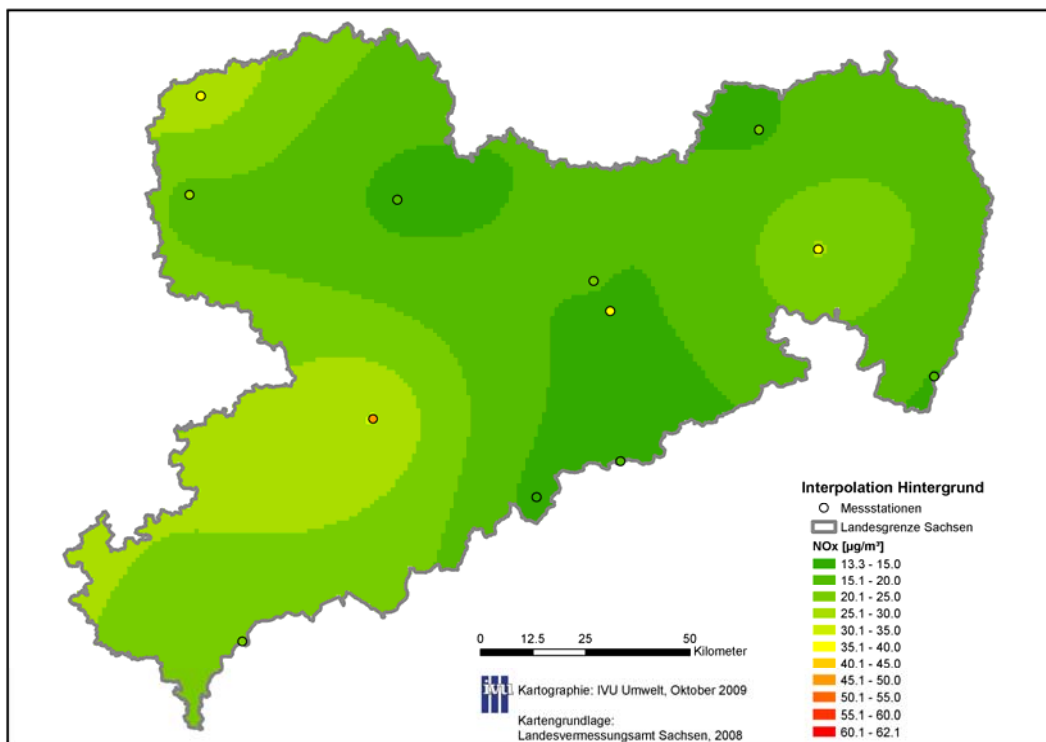 Interpolation Hintergrund
Messstationen
Landesgrenze Sachsen
NOx [µg/m³]
13.3 - 15.0
15.1 - 20.0
20.1 - 25.0
25.1 - 30.0
30.1 - 35.0
35.1 - 40.0
40.1 - 45.0
45.1 - 50.0
50.1 - 55.0
55.1 - 60.0
60.1 - 62.1
0 12.5 25 50
Kilometer
ivu
Kartographie: IVU Umwelt, Oktober 2009
Kartengrundlage:
Landesvermessungsamt Sachsen, 2008